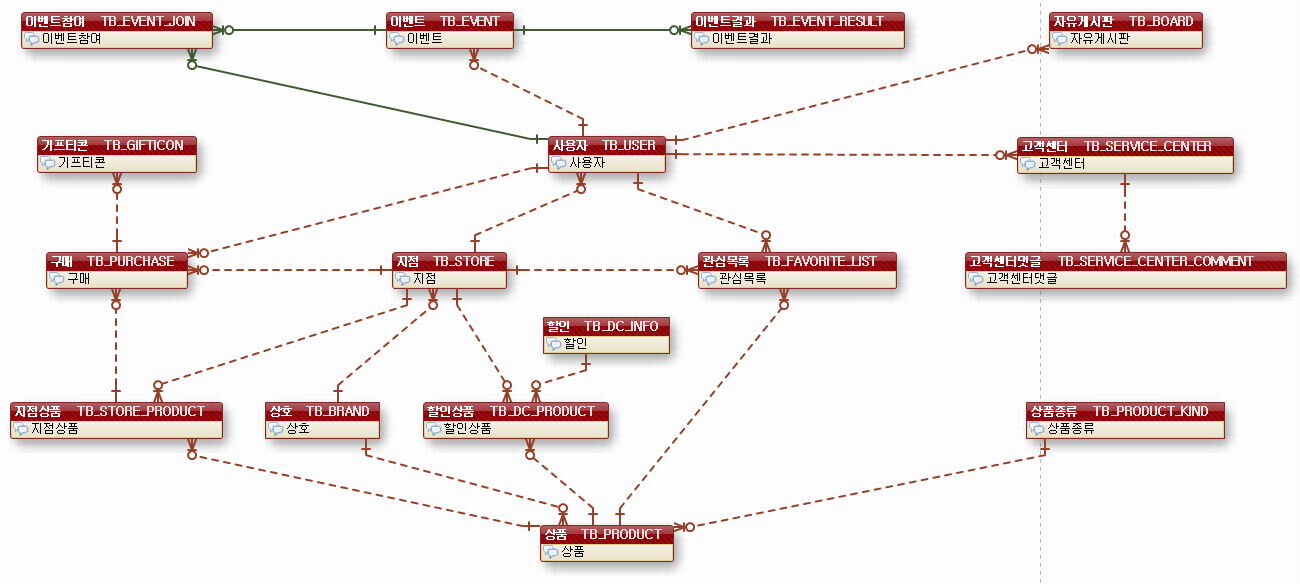 이벤트참여 TB_EVENT_JOIN
이벤트참여
이벤트 TB_EVENT
이벤트
이벤트결과 TB_EVENT_RESULT
이벤트결과
자유게시판 TB_BOARD
자유게시판
기프티콘 TB_GIFTICON
기프티콘
사용자 TB_USER
사용자
고객센터 TB_SERVICE_CENTER
고객센터
구매 TB_PURCHASE
구매
지점 TB_STORE
지점
관심목록 TB_FAVORITE_LIST
관심목록
고객센터댓글 TB_SERVICE_CENTER_COMMENT
고객센터댓글
할인 TB_DC_INFO
할인
지점상품 TB_STORE_PRODUCT
지점상품
상호 TB_BRAND
상호
할인상품 TB_DC_PRODUCT
할인상품
상품종류 TB_PRODUCT_KIND
상품종류
상품 TB_PRODUCT
상품